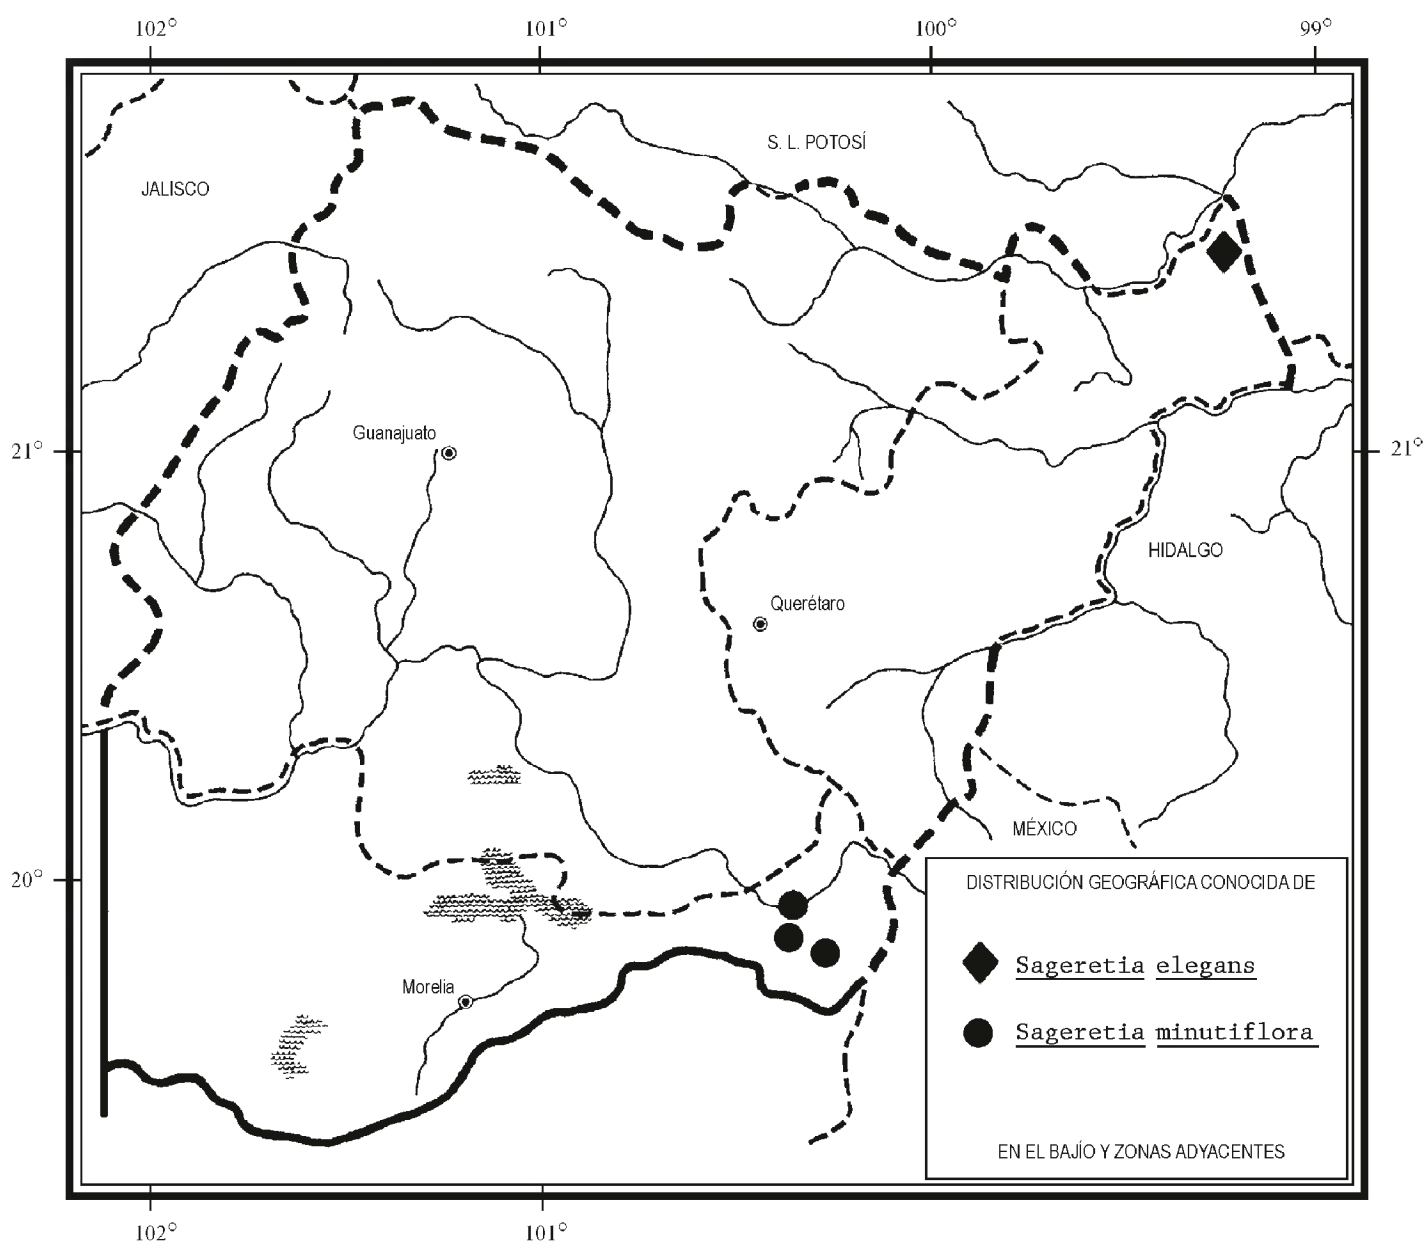 102° 101° 100° 99°
S. L. POTOSÍ
JALISCO
Guanajuato
21° 21°
HIDALGO
Querétaro
MÉXICO
20°
DISTRIBUCIÓN GEOGRÁFICA CONOCIDA DE
Sageretia elegans
Morelia
Sageretia minutiflora
EN EL BAJÍO Y ZONAS ADYACENTES
102° 101°